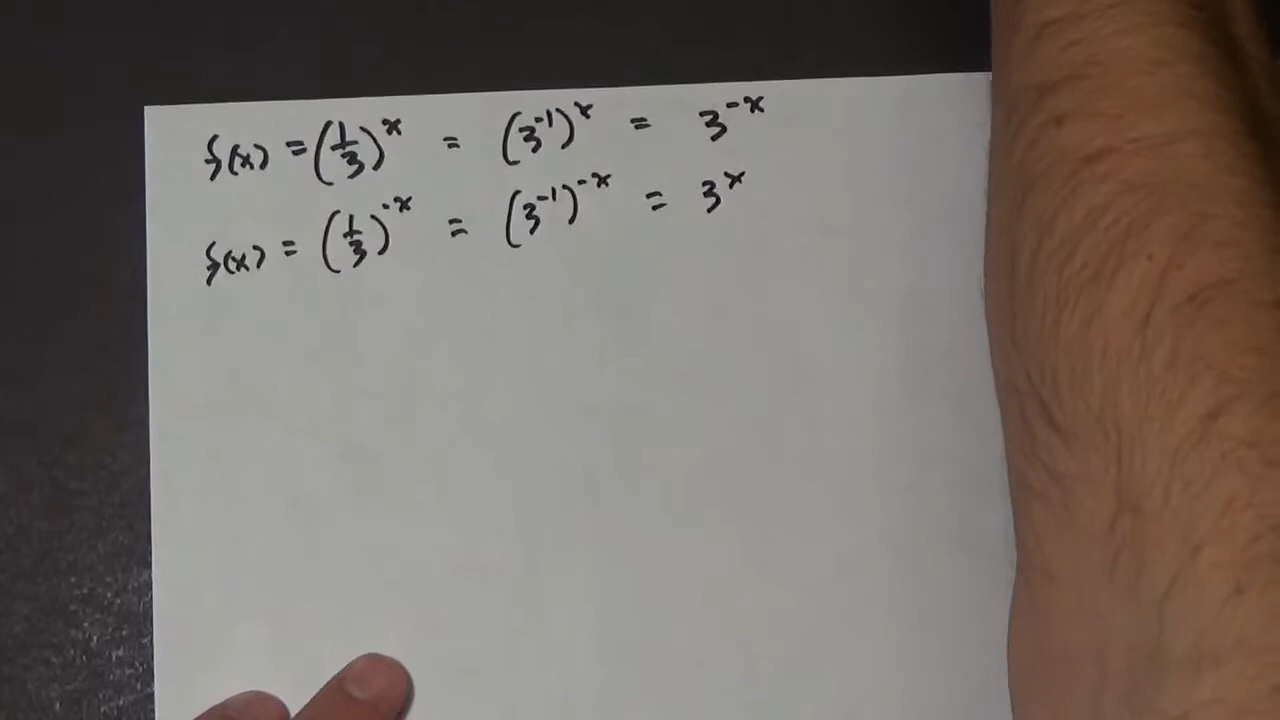 f(x) = (1/3)^x = (3^-1)^x = 3^-x
f(x) = (1/3)^-x = (3^-1)^-x = 3^x